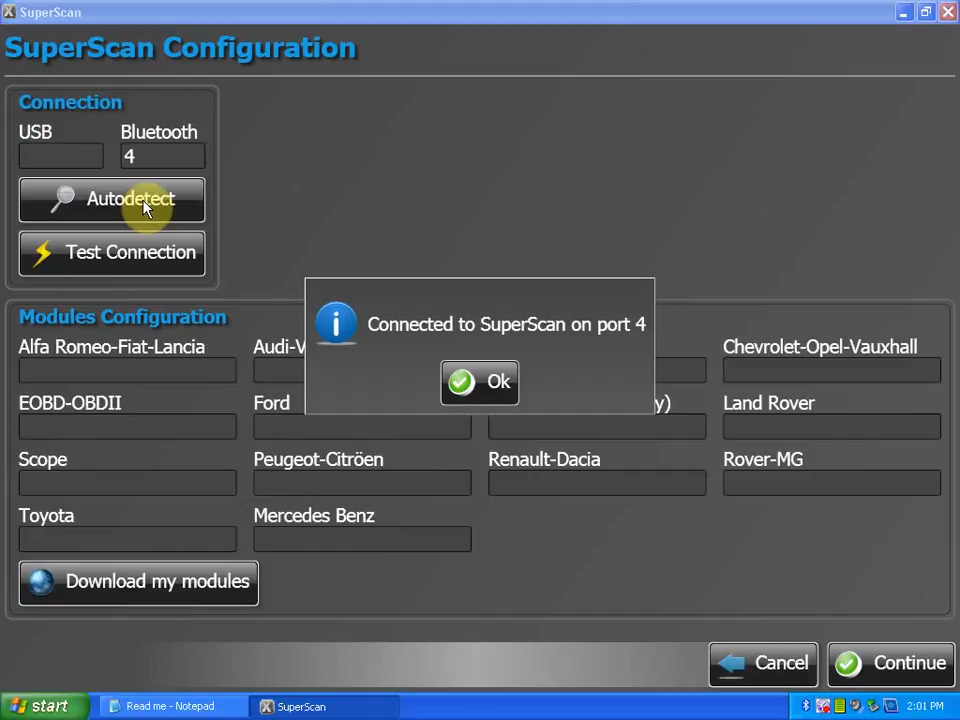 SuperScan
SuperScan Configuration
Connection
USB
Bluetooth
4
Autodetect
Test Connection
Connected to SuperScan on port 4
Ok
Modules Configuration
Alfa Romeo-Fiat-Lancia
Audi-V
Chevrolet-Opel-Vauxhall
EOBD-OBDII
Ford
y)
Land Rover
Scope
Peugeot-Citröen
Renault-Dacia
Rover-MG
Toyota
Mercedes Benz
Download my modules
Cancel
Continue
start
Read me - Notepad
SuperScan
2:01 PM